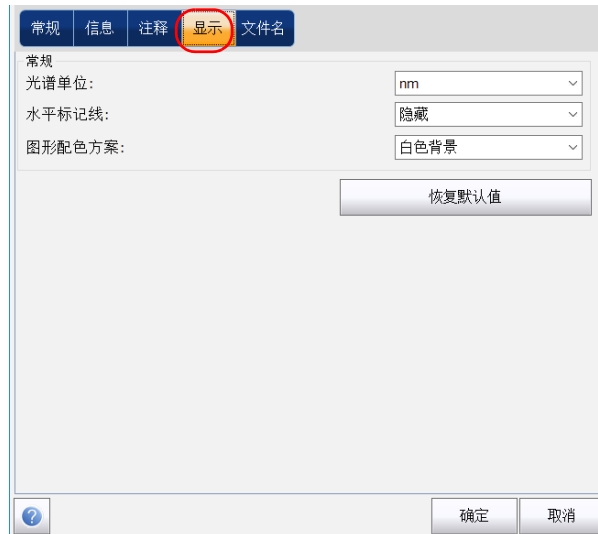 常规 信息 注释 显示 文件名
常规
光谱单位: nm
水平标记线: 隐藏
图形配色方案: 白色背景
恢复默认值
? 确定 取消